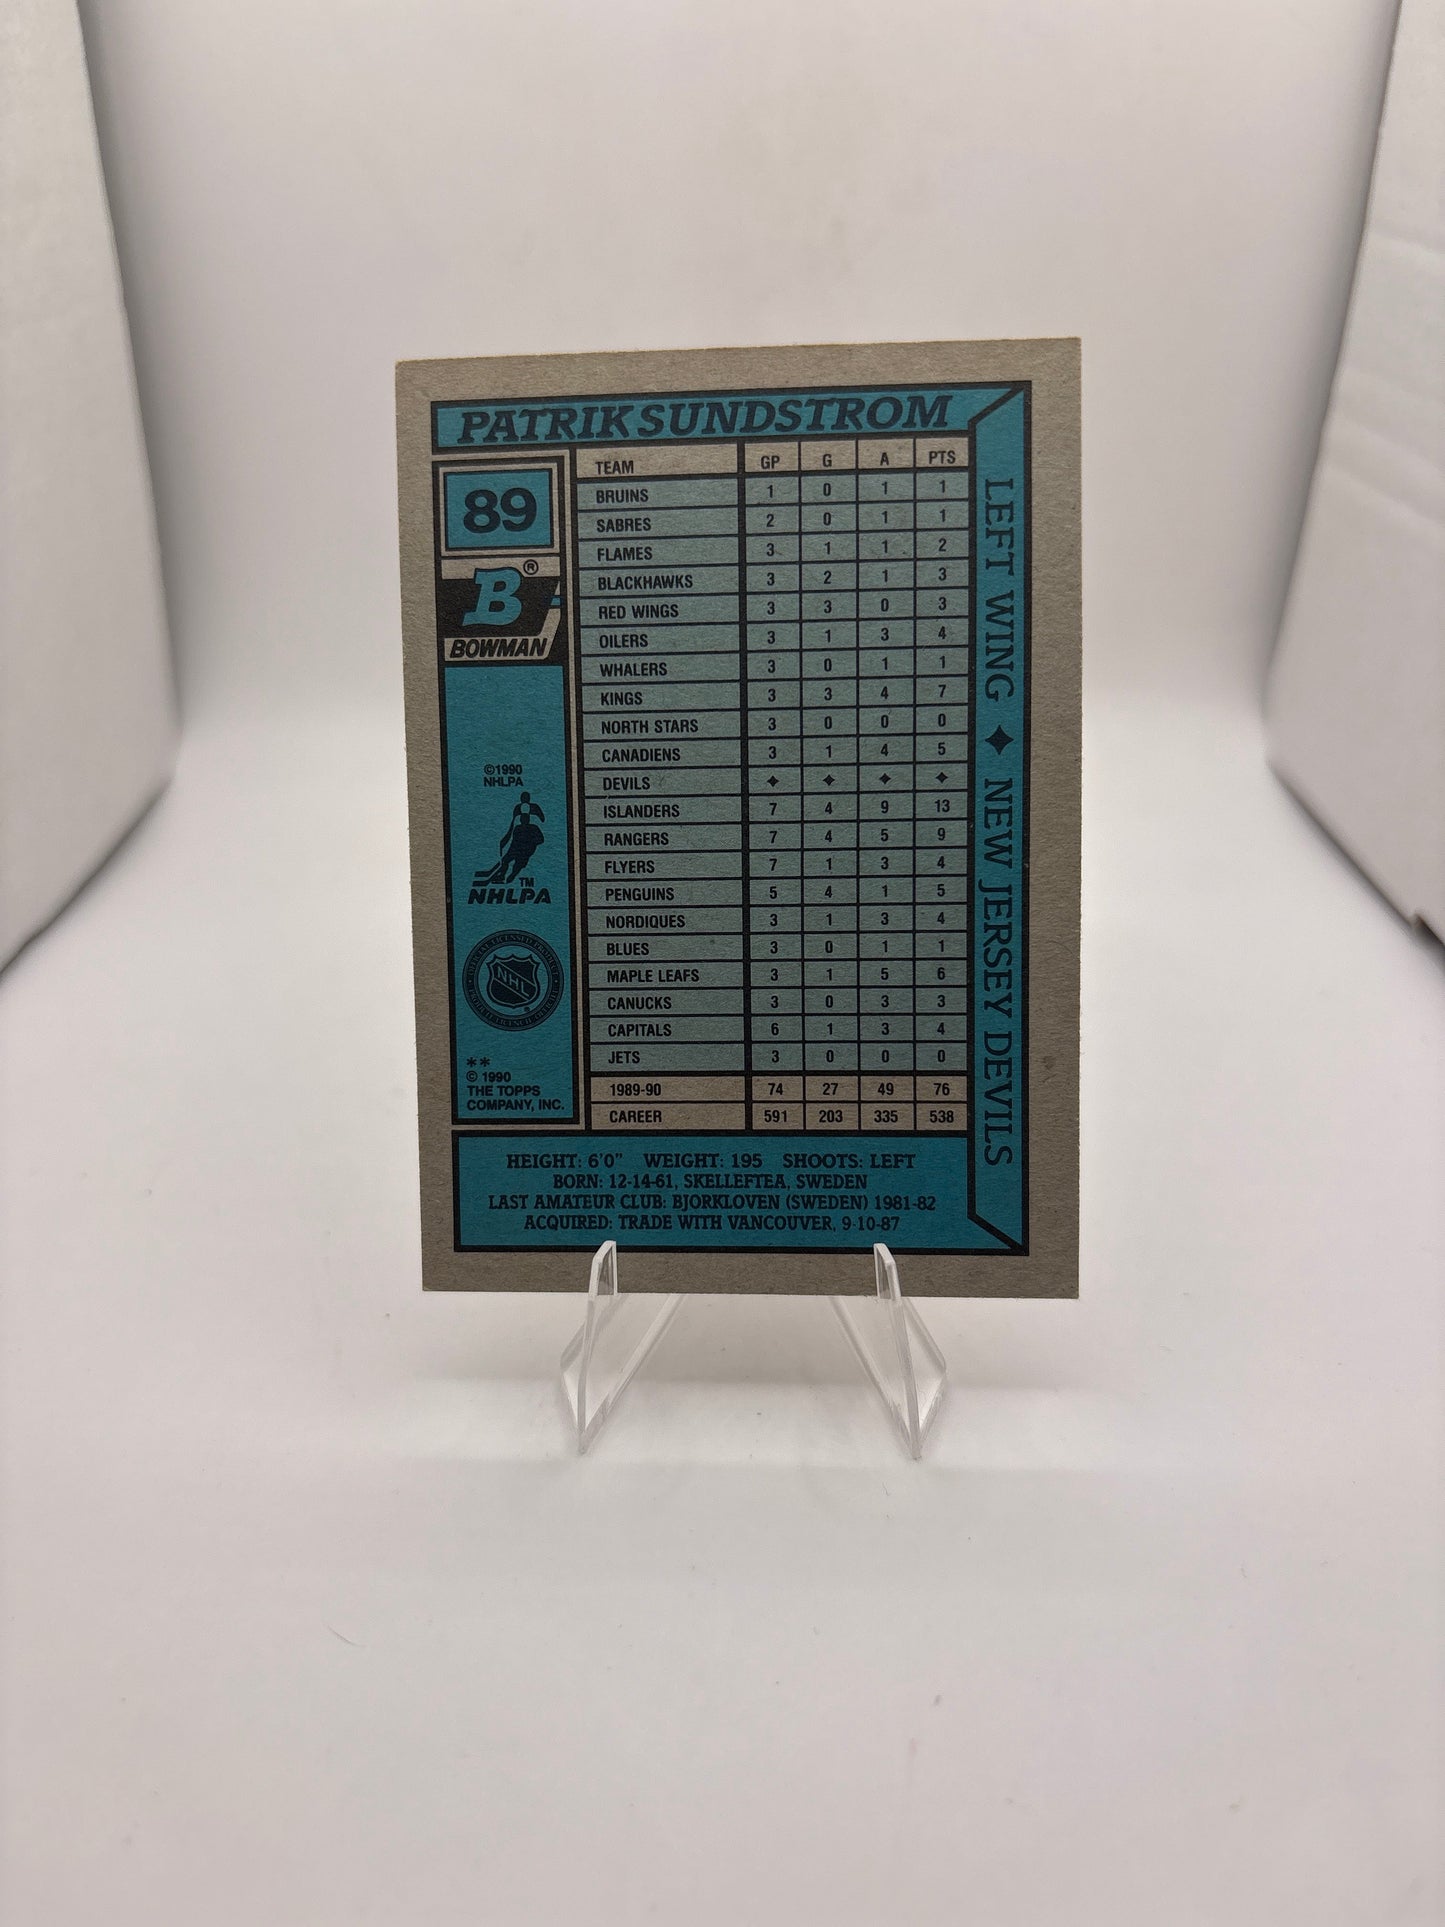 PATRIK SUNDSTROM
89
B®
BOWMAN
©1990
NHLPA
TM
NHLPA
NHL
®
**
© 1990
THE TOPPS
COMPANY, INC.
TEAM GP G A PTS
BRUINS 1 0 1 1
SABRES 2 0 1 1
FLAMES 3 1 1 2
BLACKHAWKS 3 2 1 3
RED WINGS 3 3 0 3
OILERS 3 1 3 4
WHALERS 3 0 1 1
KINGS 3 3 4 7
NORTH STARS 3 0 0 0
CANADIENS 3 1 4 5
DEVILS ✦ ✦ ✦ ✦
ISLANDERS 7 4 9 13
RANGERS 7 4 5 9
FLYERS 7 1 3 4
PENGUINS 5 4 1 5
NORDIQUES 3 1 3 4
BLUES 3 0 1 1
MAPLE LEAFS 3 1 5 6
CANUCKS 3 0 3 3
CAPITALS 6 1 3 4
JETS 3 0 0 0
1989-90 74 27 49 76
CAREER 591 203 335 538
LEFT WING ✦ NEW JERSEY DEVILS
HEIGHT: 6'0" WEIGHT: 195 SHOOTS: LEFT
BORN: 12-14-61, SKELLEFTEA, SWEDEN
LAST AMATEUR CLUB: BJORKLOVEN (SWEDEN) 1981-82
ACQUIRED: TRADE WITH VANCOUVER, 9-10-87